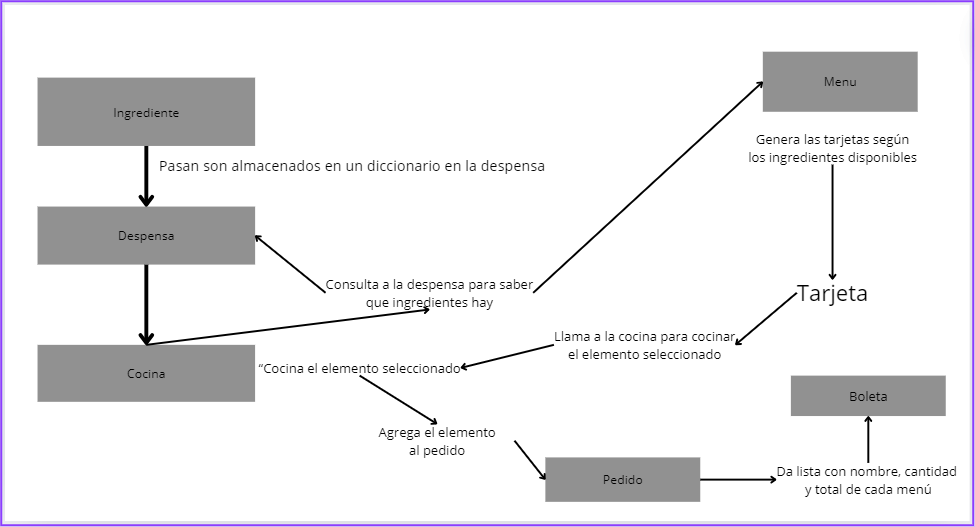 Menu
Ingrediente
Genera las tarjetas según
los ingredientes disponibles
Pasan son almacenados en un diccionario en la despensa
Despensa
Consulta a la despensa para saber
que ingredientes hay
Tarjeta
Llama a la cocina para cocinar
el elemento seleccionado
Cocina
“Cocina el elemento seleccionado
Boleta
Agrega el elemento
al pedido
Pedido
Da lista con nombre, cantidad
y total de cada menú